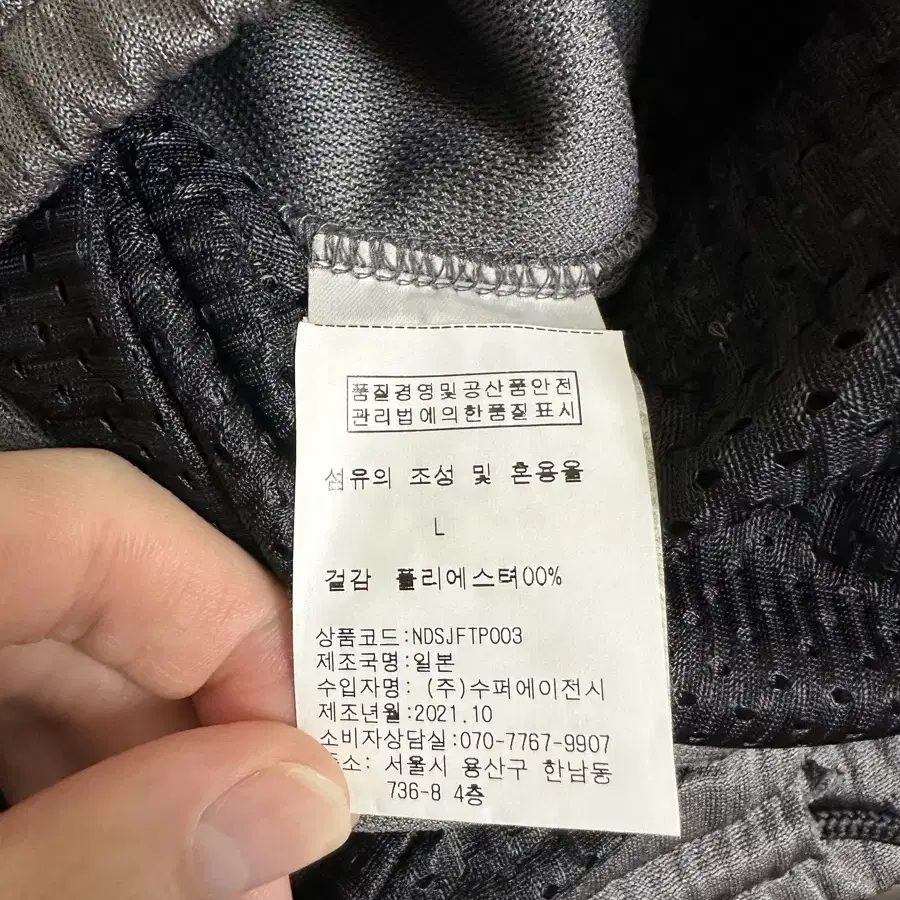 품질경영및공산품안전
관리법에의한품질표시
섬유의 조성 및 혼용율
L
겉감 폴리에스터00%
상품코드:NDSJFTP003
제조국명:일본
수입자명: (주)수퍼에이전시
제조년월:2021.10
소비자상담실:070-7767-9907
서울시 용산구 한남동
736-8 4층